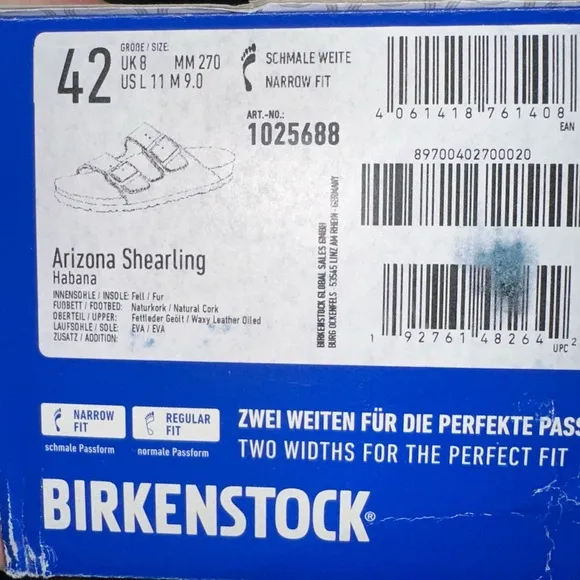 42
GRÖßE / SIZE:
UK 8 MM 270
US L 11 M 9.0
SCHMALE WEITE
NARROW FIT
ART.-NO.:
1025688
4 061418 761408
EAN
89700402700020
1 92761 48264 2
UPC
BIRKENSTOCK GLOBAL SALES GMBH
BURG OCKENFELS · 53545 LINZ AM RHEIN · GERMANY
Arizona Shearling
Habana
INNENSOHLE / INSOLE: Fell / Fur
FUßBETT / FOOTBED: Naturkork / Natural Cork
OBERTEIL / UPPER: Fettleder Geölt / Waxy Leather Oiled
LAUFSOHLE / SOLE: EVA / EVA
ZUSATZ / ADDITION:
NARROW
FIT
schmale Passform
REGULAR
FIT
normale Passform
ZWEI WEITEN FÜR DIE PERFEKTE PASS
TWO WIDTHS FOR THE PERFECT FIT
BIRKENSTOCK®